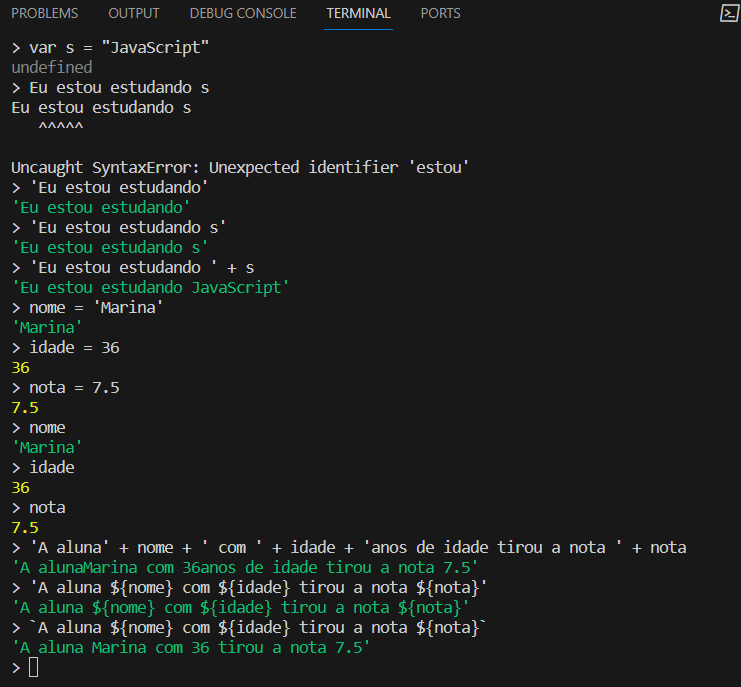 PROBLEMS OUTPUT DEBUG CONSOLE TERMINAL PORTS
> var s = "JavaScript"
undefined
> Eu estou estudando s
Eu estou estudando s
   ^^^^^
Uncaught SyntaxError: Unexpected identifier 'estou'
> 'Eu estou estudando'
'Eu estou estudando'
> 'Eu estou estudando s'
'Eu estou estudando s'
> 'Eu estou estudando ' + s
'Eu estou estudando JavaScript'
> nome = 'Marina'
'Marina'
> idade = 36
36
> nota = 7.5
7.5
> nome
'Marina'
> idade
36
> nota
7.5
> 'A aluna' + nome + ' com ' + idade + 'anos de idade tirou a nota ' + nota
'A alunaMarina com 36anos de idade tirou a nota 7.5'
> 'A aluna ${nome} com ${idade} tirou a nota ${nota}'
'A aluna ${nome} com ${idade} tirou a nota ${nota}'
> `A aluna ${nome} com ${idade} tirou a nota ${nota}`
'A aluna Marina com 36 tirou a nota 7.5'
>